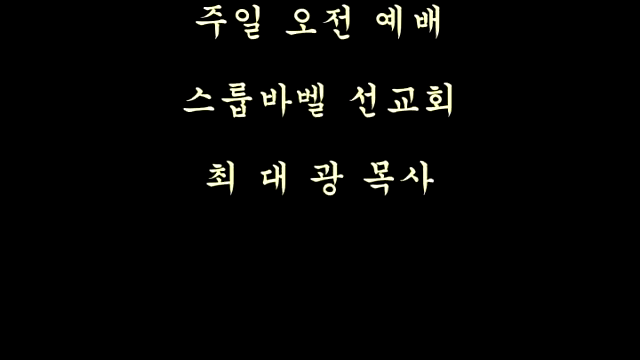 주일 오전 예배
스룹바벨 선교회
최 대 광 목사